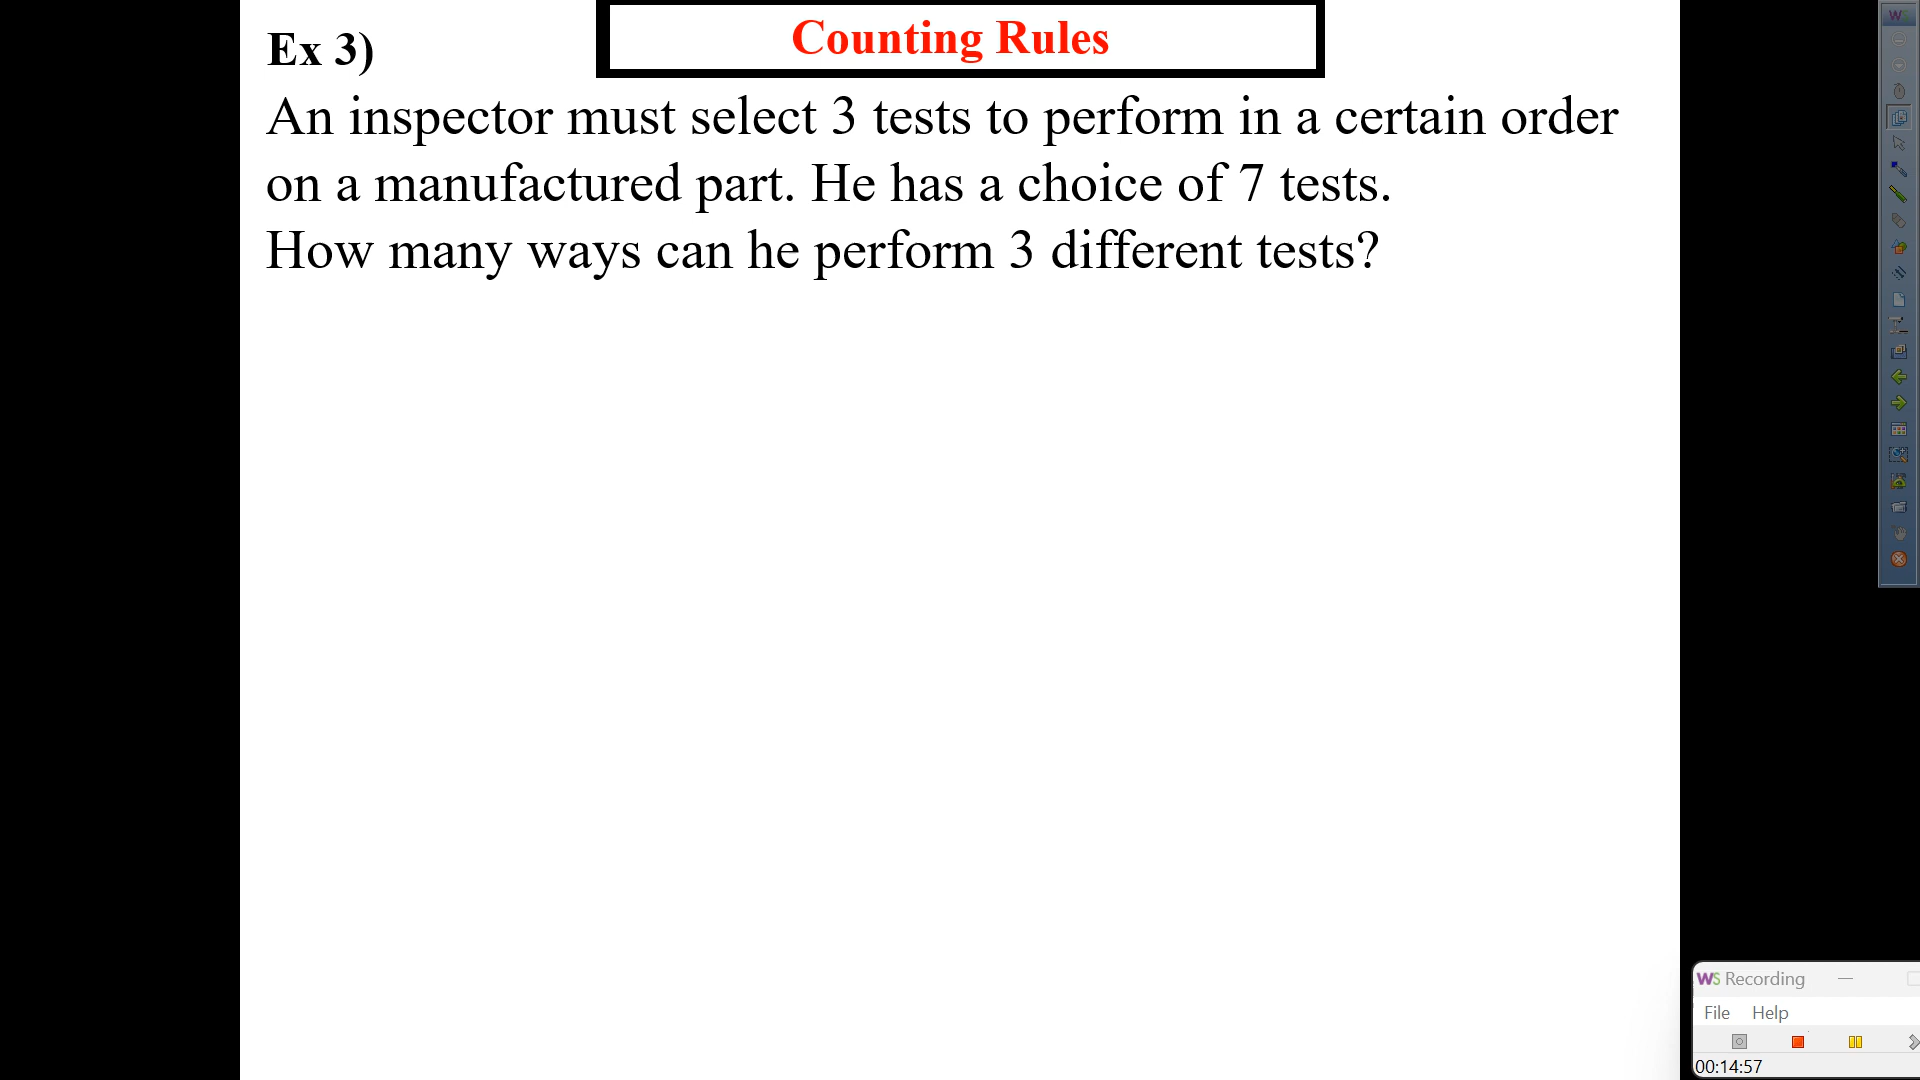 Counting Rules
Ex 3)
An inspector must select 3 tests to perform in a certain order
on a manufactured part. He has a choice of 7 tests.
How many ways can he perform 3 different tests?
WS
WS Recording
File Help
00:14:57